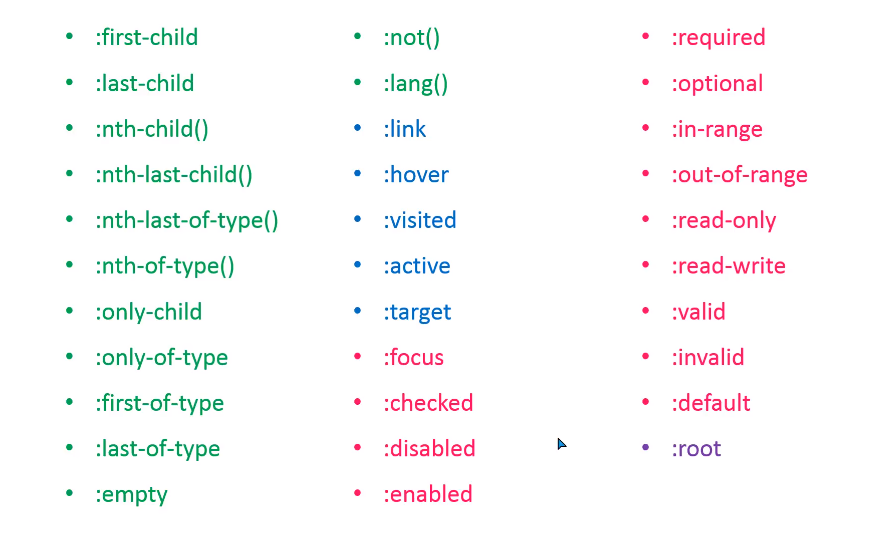 :first-child
:last-child
:nth-child()
:nth-last-child()
:nth-last-of-type()
:nth-of-type()
:only-child
:only-of-type
:first-of-type
:last-of-type
:empty
:not()
:lang()
:link
:hover
:visited
:active
:target
:focus
:checked
:disabled
:enabled
:required
:optional
:in-range
:out-of-range
:read-only
:read-write
:valid
:invalid
:default
:root